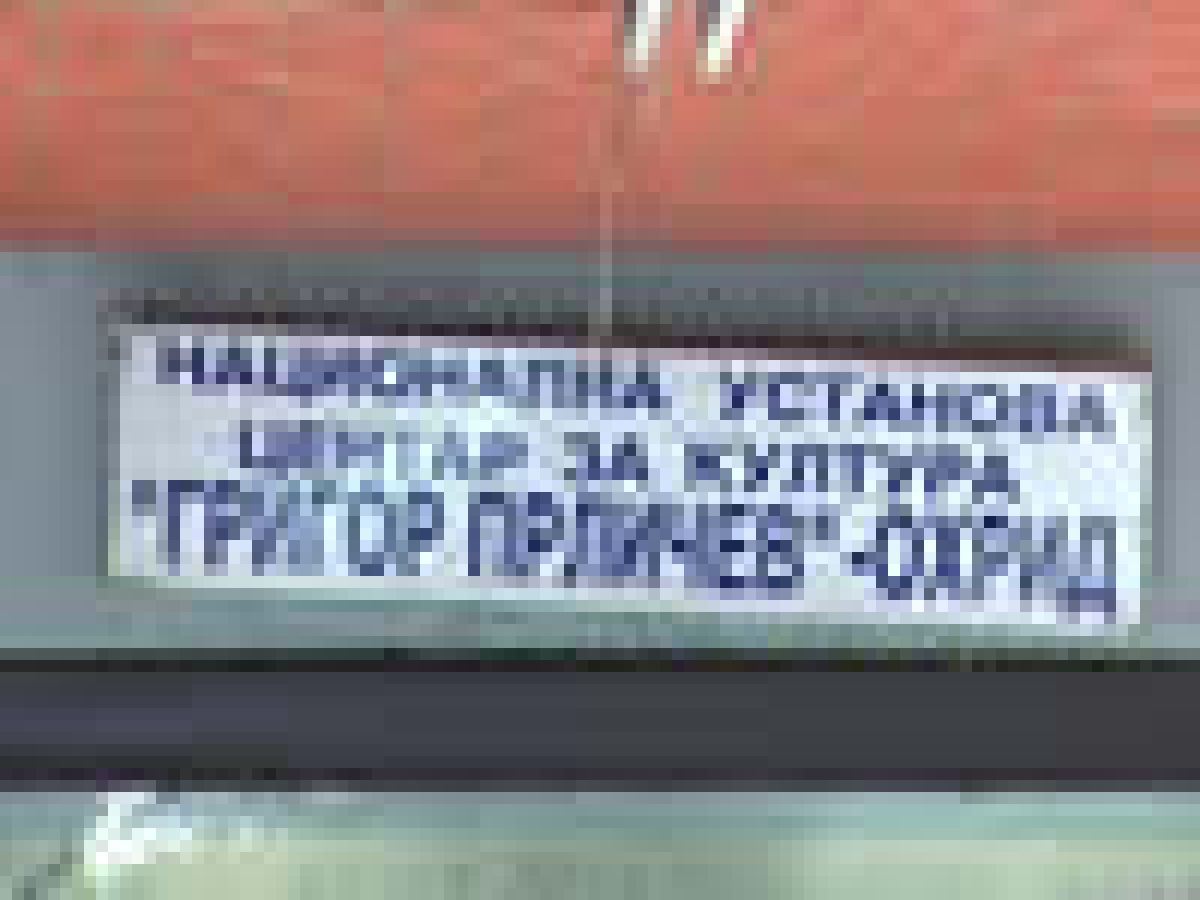 НАЦИОНАЛНА УСТАНОВА
ЦЕНТАР ЗА КУЛТУРА
"ГРИГОР ПРЛИЧЕВ"-ОХРИД